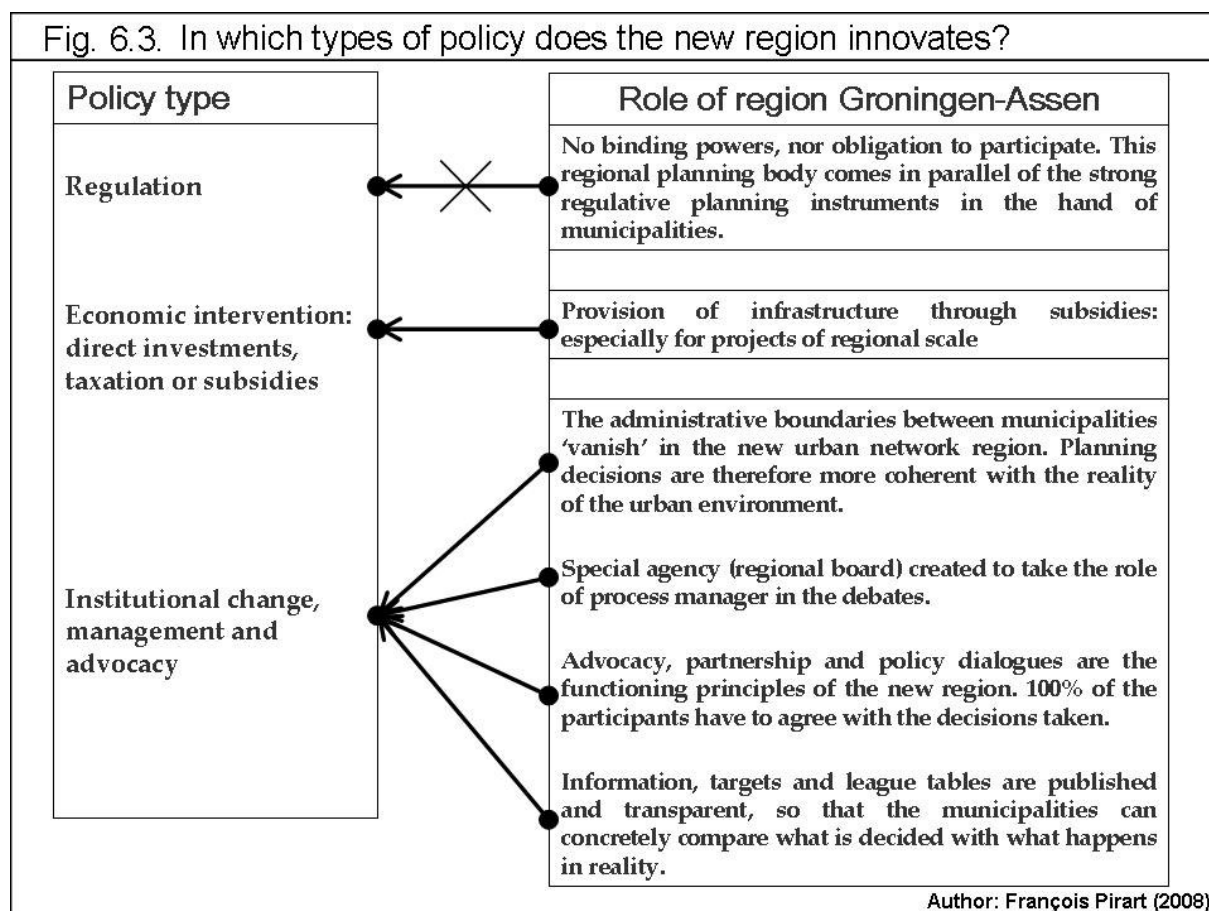 Fig. 6.3. In which types of policy does the new region innovates?
Policy type
Role of region Groningen-Assen
Regulation
No binding powers, nor obligation to participate. This
regional planning body comes in parallel of the strong
regulative planning instruments in the hand of
municipalities.
Economic intervention:
direct investments,
taxation or subsidies
Provision of infrastructure through subsidies:
especially for projects of regional scale
Institutional change,
management and
advocacy
The administrative boundaries between municipalities
‘vanish’ in the new urban network region. Planning
decisions are therefore more coherent with the reality
of the urban environment.
Special agency (regional board) created to take the role
of process manager in the debates.
Advocacy, partnership and policy dialogues are the
functioning principles of the new region. 100% of the
participants have to agree with the decisions taken.
Information, targets and league tables are published
and transparent, so that the municipalities can
concretely compare what is decided with what happens
in reality.
Author: François Pirart (2008)